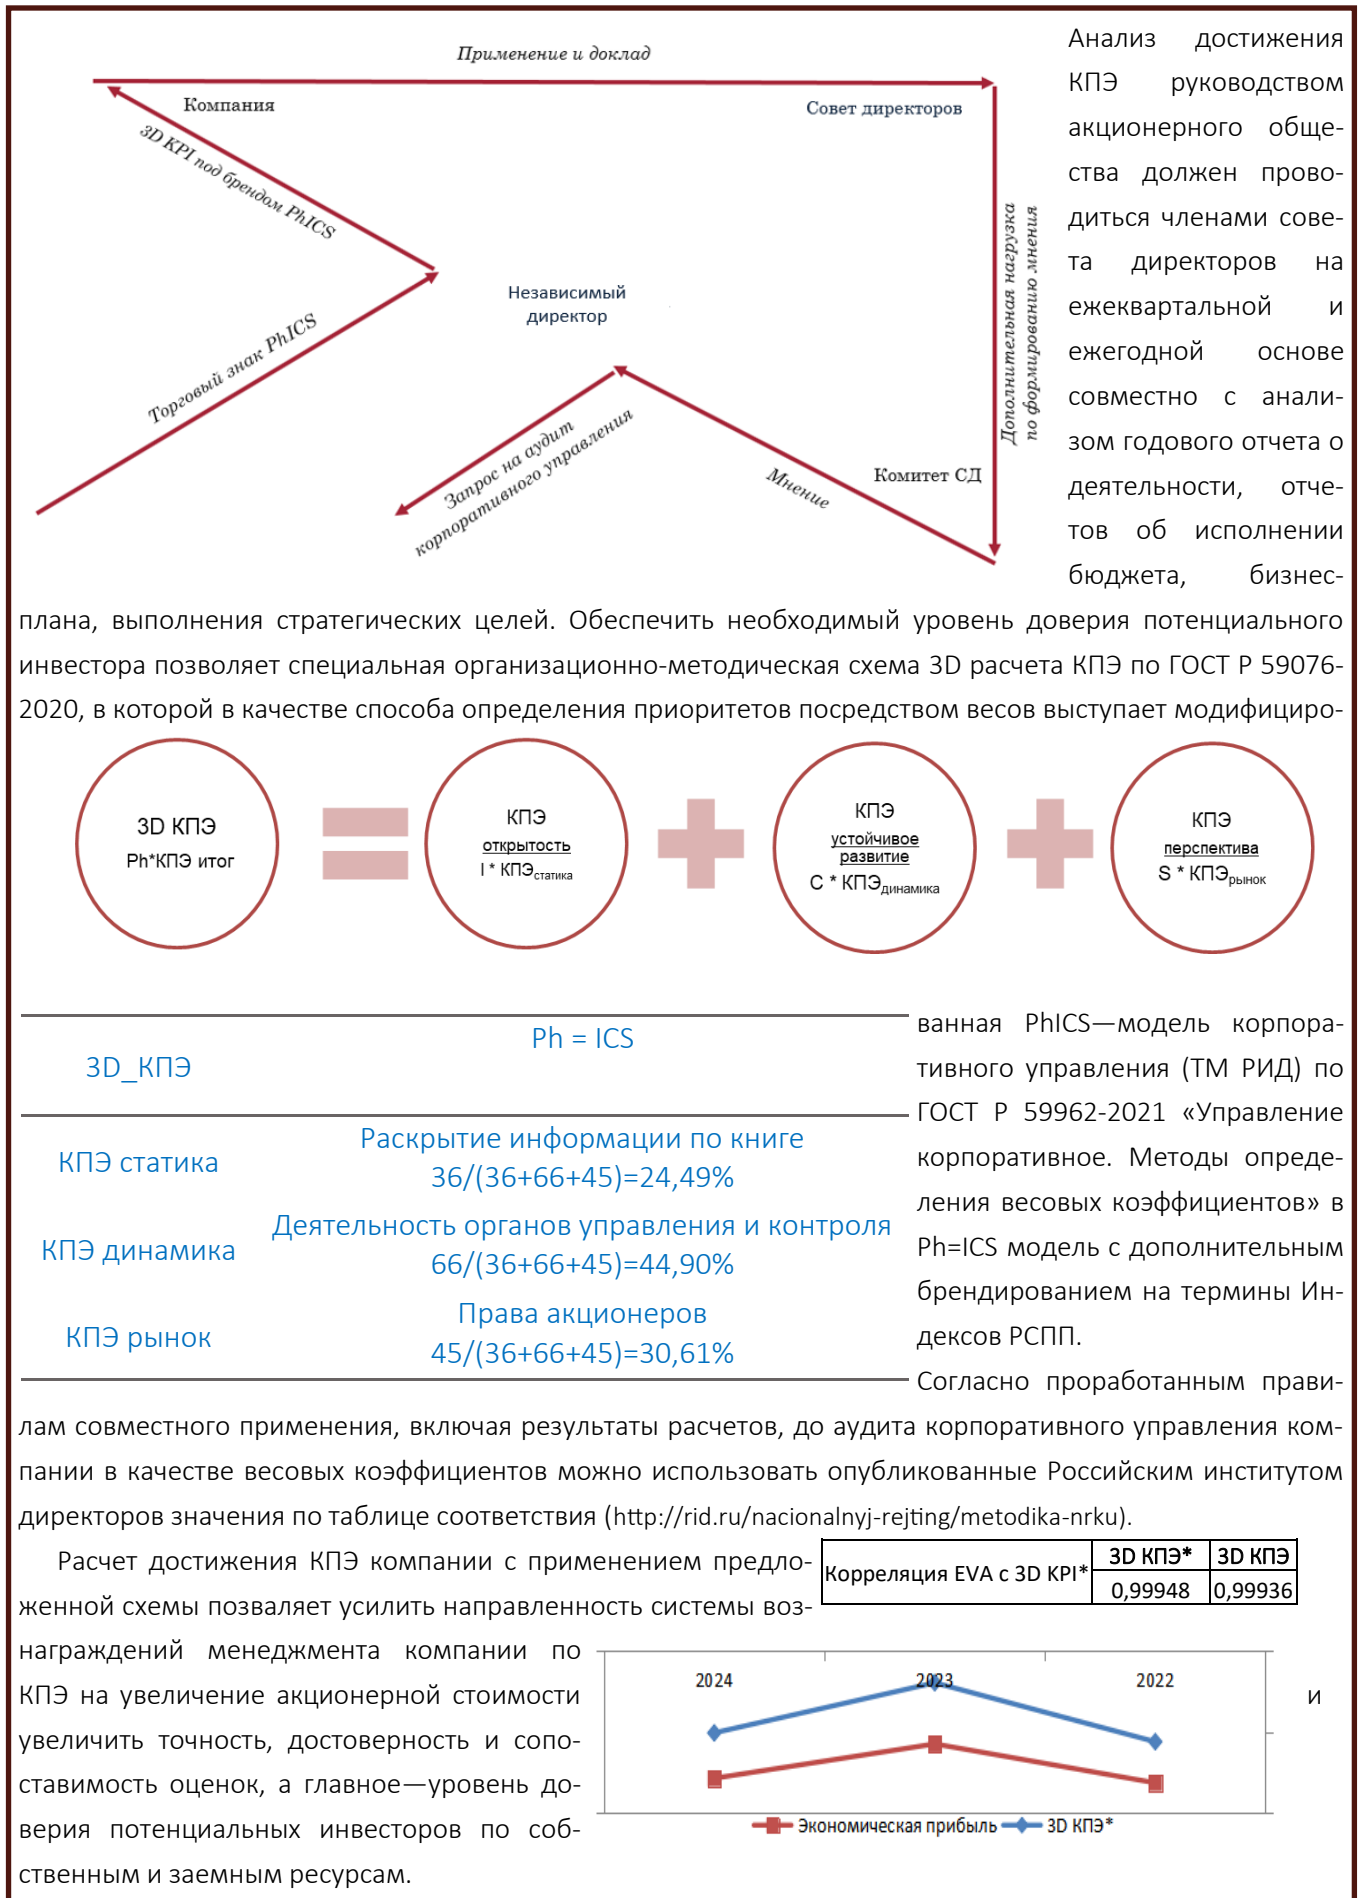 Применение и доклад
Компания
Совет директоров
3D KPI под брендом PhICS
Независимый
директор
Торговый знак PhICS
Запрос на аудит
корпоративного управления
Мнение
Комитет СД
Дополнительная нагрузка
по формированию мнения
Анализ достижения
КПЭ руководством
акционерного обще-
ства должен прово-
диться членами сове-
та директоров на
ежеквартальной и
ежегодной основе
совместно с анали-
зом годового отчета о
деятельности, отче-
тов об исполнении
бюджета, бизнес-
плана, выполнения стратегических целей. Обеспечить необходимый уровень доверия потенциального
инвестора позволяет специальная организационно-методическая схема 3D расчета КПЭ по ГОСТ Р 59076-
2020, в которой в качестве способа определения приоритетов посредством весов выступает модифициро-
3D КПЭ
Ph*КПЭ итог
КПЭ
открытость
I * КПЭстатика
КПЭ
устойчивое
развитие
C * КПЭдинамика
КПЭ
перспектива
S * КПЭрынок
3D_КПЭ
Ph = ICS
КПЭ статика
Раскрытие информации по книге
36/(36+66+45)=24,49%
КПЭ динамика
Деятельность органов управления и контроля
66/(36+66+45)=44,90%
КПЭ рынок
Права акционеров
45/(36+66+45)=30,61%
ванная PhICS—модель корпора-
тивного управления (ТМ РИД) по
ГОСТ Р 59962-2021 «Управление
корпоративное. Методы опреде-
ления весовых коэффициентов» в
Ph=ICS модель с дополнительным
брендированием на термины Ин-
дексов РСПП.
Согласно проработанным прави-
лам совместного применения, включая результаты расчетов, до аудита корпоративного управления ком-
пании в качестве весовых коэффициентов можно использовать опубликованные Российским институтом
директоров значения по таблице соответствия (http://rid.ru/nacionalnyj-rejting/metodika-nrku).
Расчет достижения КПЭ компании с применением предло-
женной схемы позваляет усилить направленность системы воз-
награждений менеджмента компании по
КПЭ на увеличение акционерной стоимости и
увеличить точность, достоверность и сопо-
ставимость оценок, а главное—уровень до-
верия потенциальных инвесторов по соб-
ственным и заемным ресурсам.
Корреляция EVA с 3D KPI*
3D КПЭ* 3D КПЭ
0,99948 0,99936
2024 2023 2022
Экономическая прибыль 3D КПЭ*